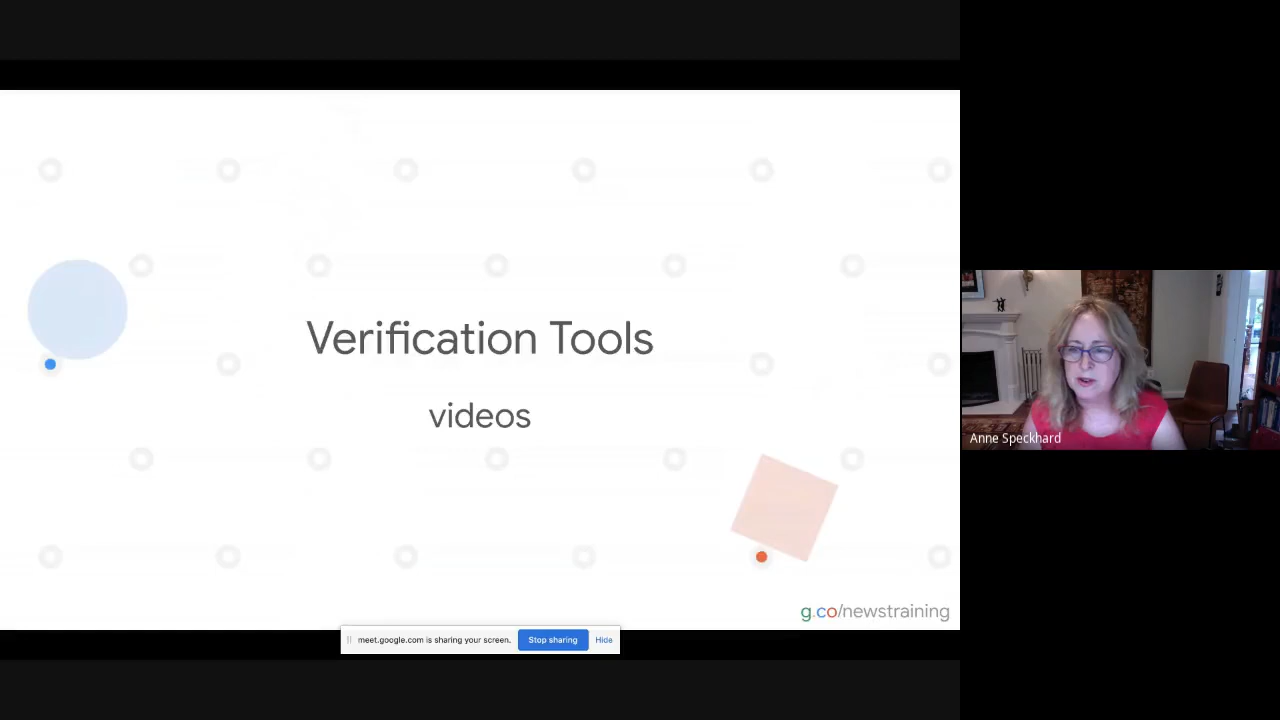 Verification Tools
videos
Anne Speckhard
g.co/newstraining
meet.google.com is sharing your screen. Stop sharing Hide